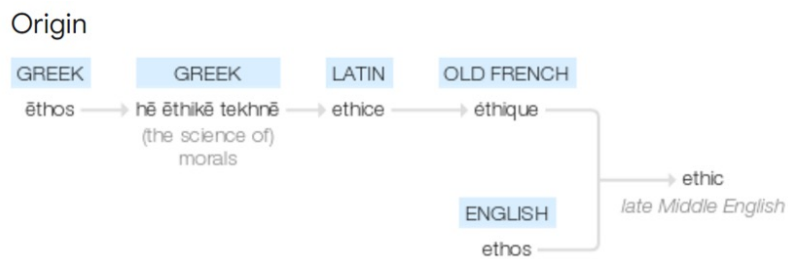 Origin
GREEK GREEK LATIN OLD FRENCH
ēthos hē ēthikē tekhnē ethice éthique
(the science of)
morals
ethic
late Middle English
ENGLISH
ethos